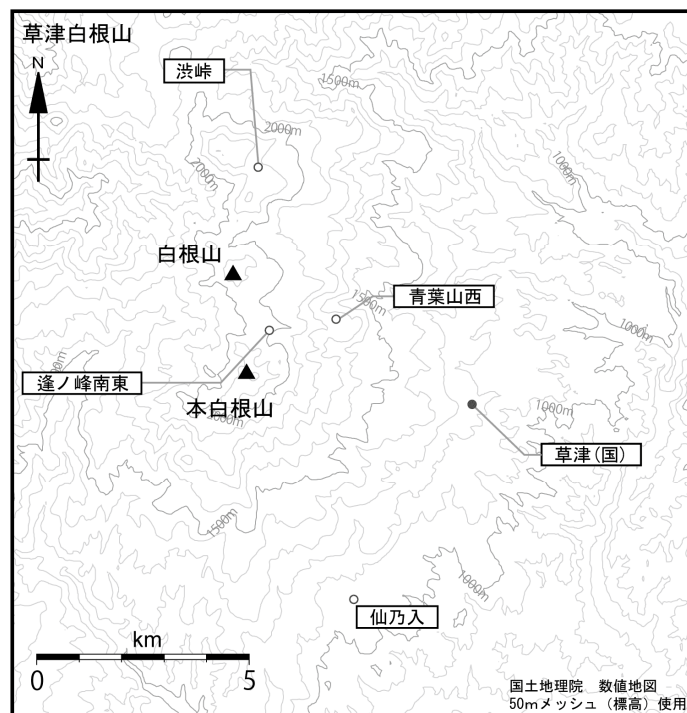 草津白根山
N
渋峠
1500m
2000m
2000m
1000m
白根山
青葉山西
1500m
1000m
逢ノ峰南東
本白根山
1000m
草津(国)
1500m
1000m
仙乃入
km
0 5
国土地理院 数値地図
50mメッシュ(標高)使用